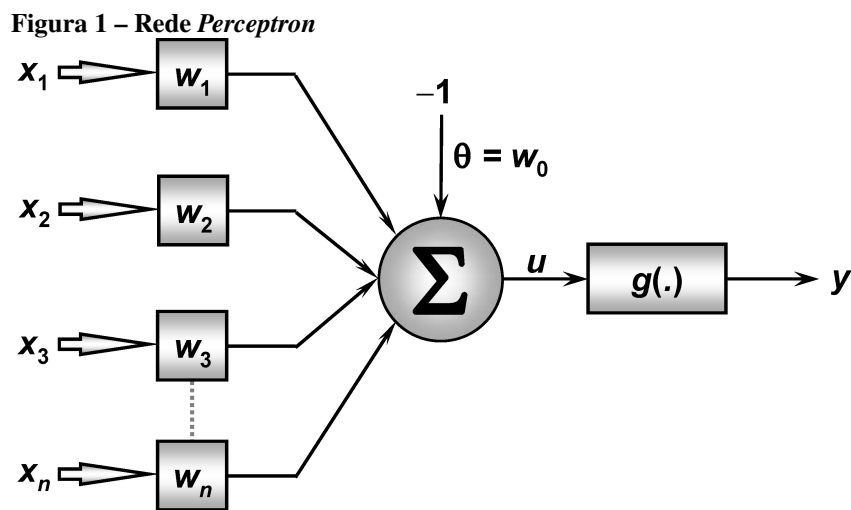 Figura 1 – Rede Perceptron
x1
w1
−1
θ = w0
x2
w2
Σ
u
g(.)
y
x3
w3
xn
wn